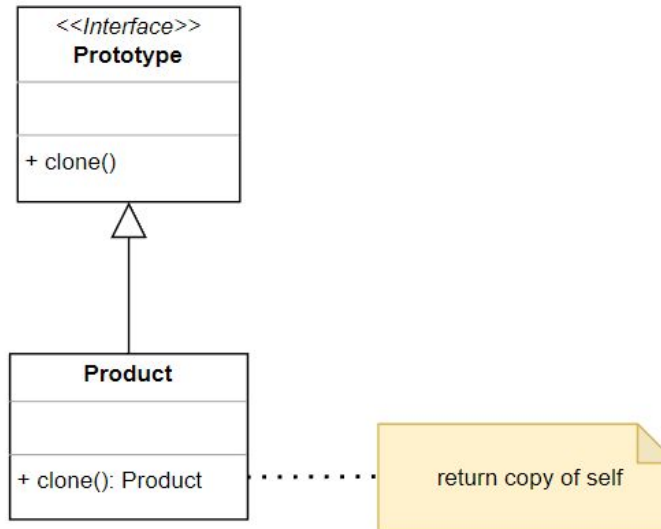 <<Interface>>
Prototype
+ clone()
Product
+ clone(): Product
return copy of self